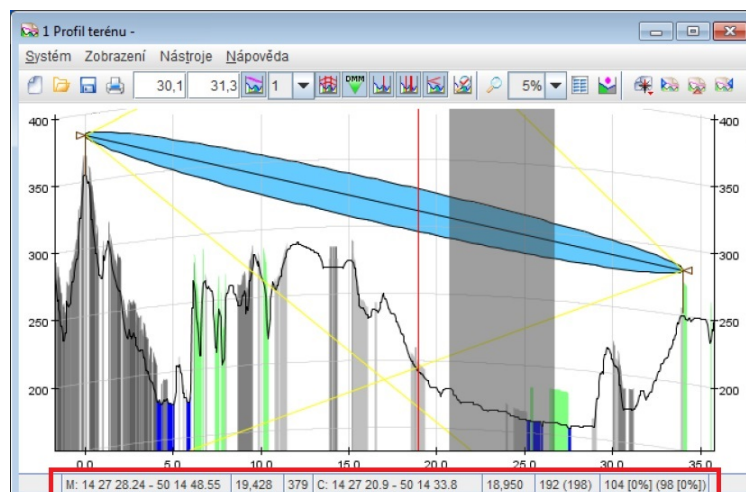 1 Profil terénu -
Systém Zobrazení Nástroje Nápověda
30,1 31,3 1 DMM 5%
400 400
350 350
300 300
250 250
200 200
0.0 5.0 10.0 15.0 20.0 25.0 30.0 35.0
M: 14 27 28.24 - 50 14 48.55 19,428 379 C: 14 27 20.9 - 50 14 33.8 18,950 192 (198) 104 [0%] (98 [0%])